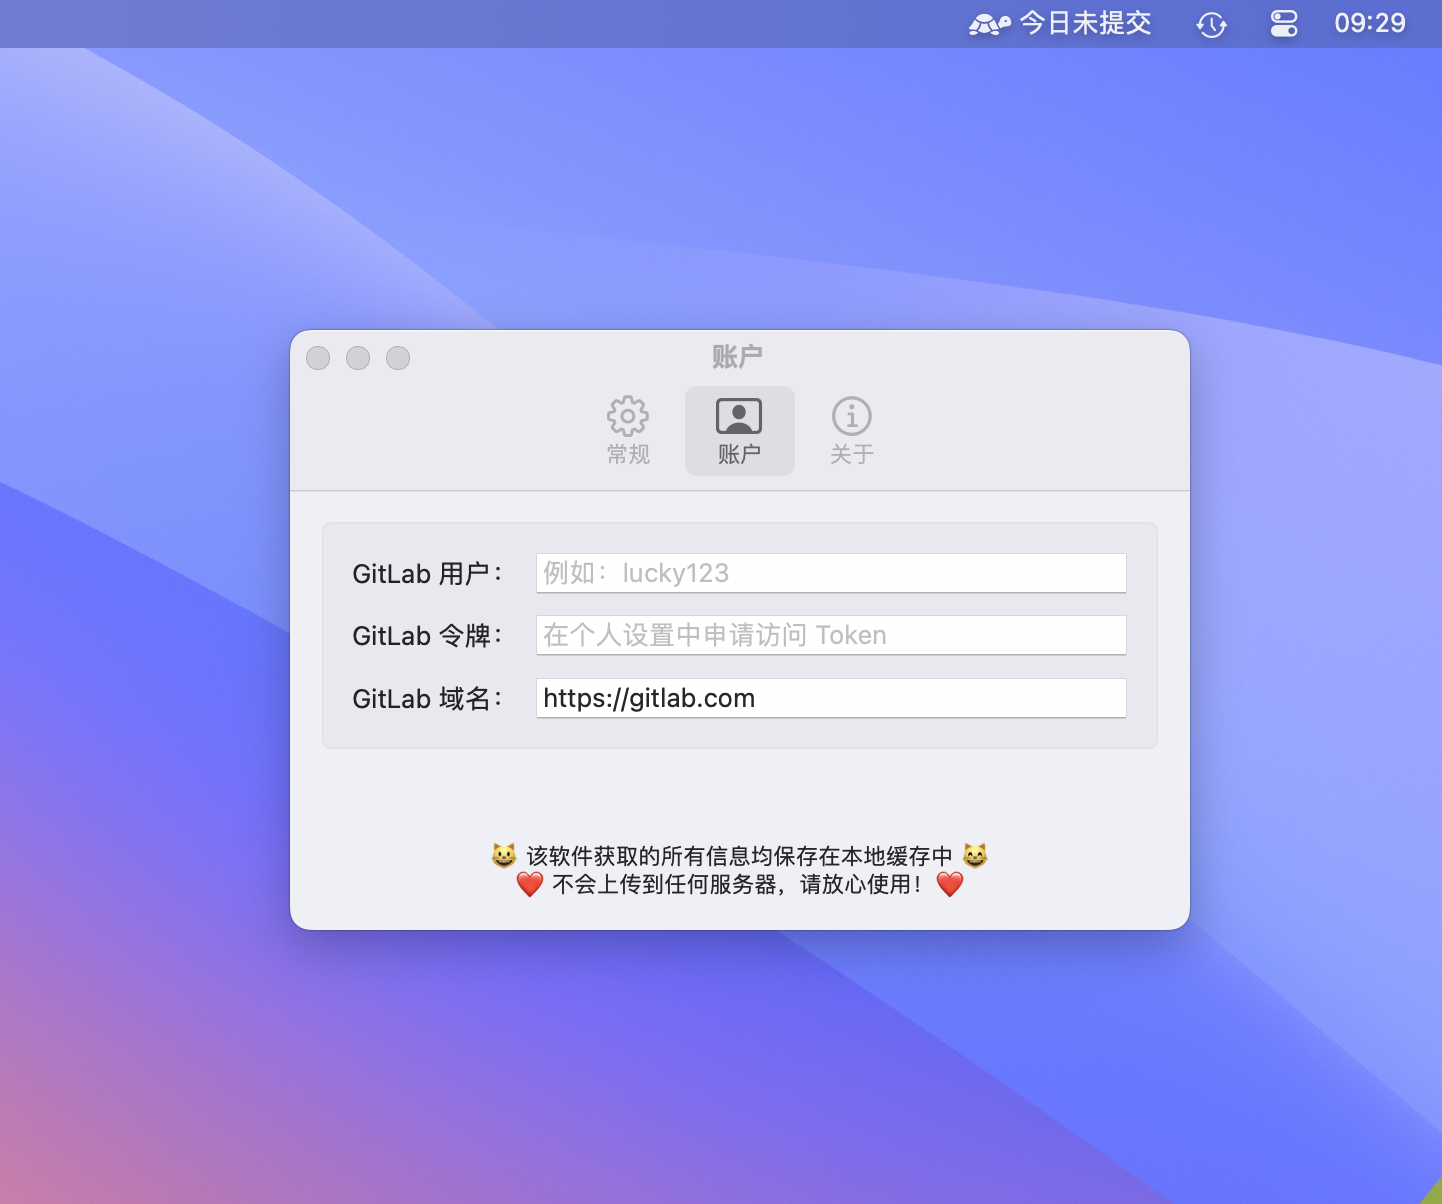 今日未提交
09:29
账户
常规
账户
关于
GitLab 用户：
例如：lucky123
GitLab 令牌：
在个人设置中申请访问 Token
GitLab 域名：
https://gitlab.com
😺 该软件获取的所有信息均保存在本地缓存中 😸
❤️ 不会上传到任何服务器，请放心使用！❤️